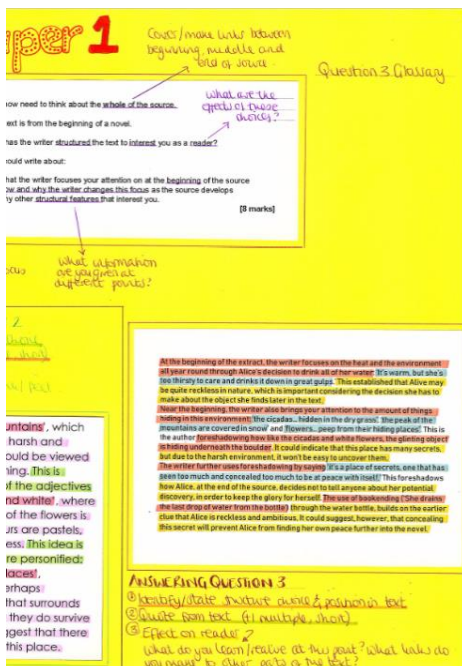 aper 1
Cover/make links between
beginning, middle and
end of source.
Question 3 Glossary
ow need to think about the whole of the source.
what are the
effects of these
choices?
ext is from the beginning of a novel.
has the writer structured the text to interest you as a reader?
ould write about:
hat the writer focuses your attention on at the beginning of the source
ow and why the writer changes this focus as the source develops
ny other structural features that interest you.
[8 marks]
ocus
what information
are you given at
different points?
2
short)
untains', which
harsh and
ould be viewed
ning. This is
of the adjectives
nd white'. where
of the flowers is
urs are pastels,
ess. This idea is
re personified:
laces',
erhaps
that surrounds
they do survive
ggest that there
this place.
At the beginning of the extract, the writer focuses on the heat and the environment
all year round through Alice's decision to drink all of her water: 'It's warm, but she's
too thirsty to care and drinks it down in great gulps. This established that Alive may
be quite reckless in nature, which is important considering the decision she has to
make about the object she finds later in the text.
Near the beginning, the writer also brings your attention to the amount of things
hiding in this environment: 'the cicadas... hidden in the dry grass', 'the peak of the
mountains are covered in snow' and 'flowers...peep from their hiding places'. This is
the author foreshadowing how like the cicadas and white flowers, the glinting object
is hiding underneath the boulder. It could indicate that this place has many secrets,
but due to the harsh environment, it won't be easy to uncover them.
The writer further uses foreshadowing by saying 'it's a place of secrets, one that has
seen too much and concealed too much to be at peace with itself.' This foreshadows
how Alice, at the end of the source, decides not to tell anyone about her potential
discovery, in order to keep the glory for herself. The use of bookending ('She drains
the last drop of water from the bottle') through the water bottle, builds on the earlier
clue that Alice is reckless and ambitious. It could suggest, however, that concealing
this secret will prevent Alice from finding her own peace further into the novel.
ANSWERING QUESTION 3
① Identify/state structure choice & position in text
② Quote from text (+1 multiple, short)
③ Effect on reader?
What do you learn/receive at this point? What links do
you make to other parts of the text?